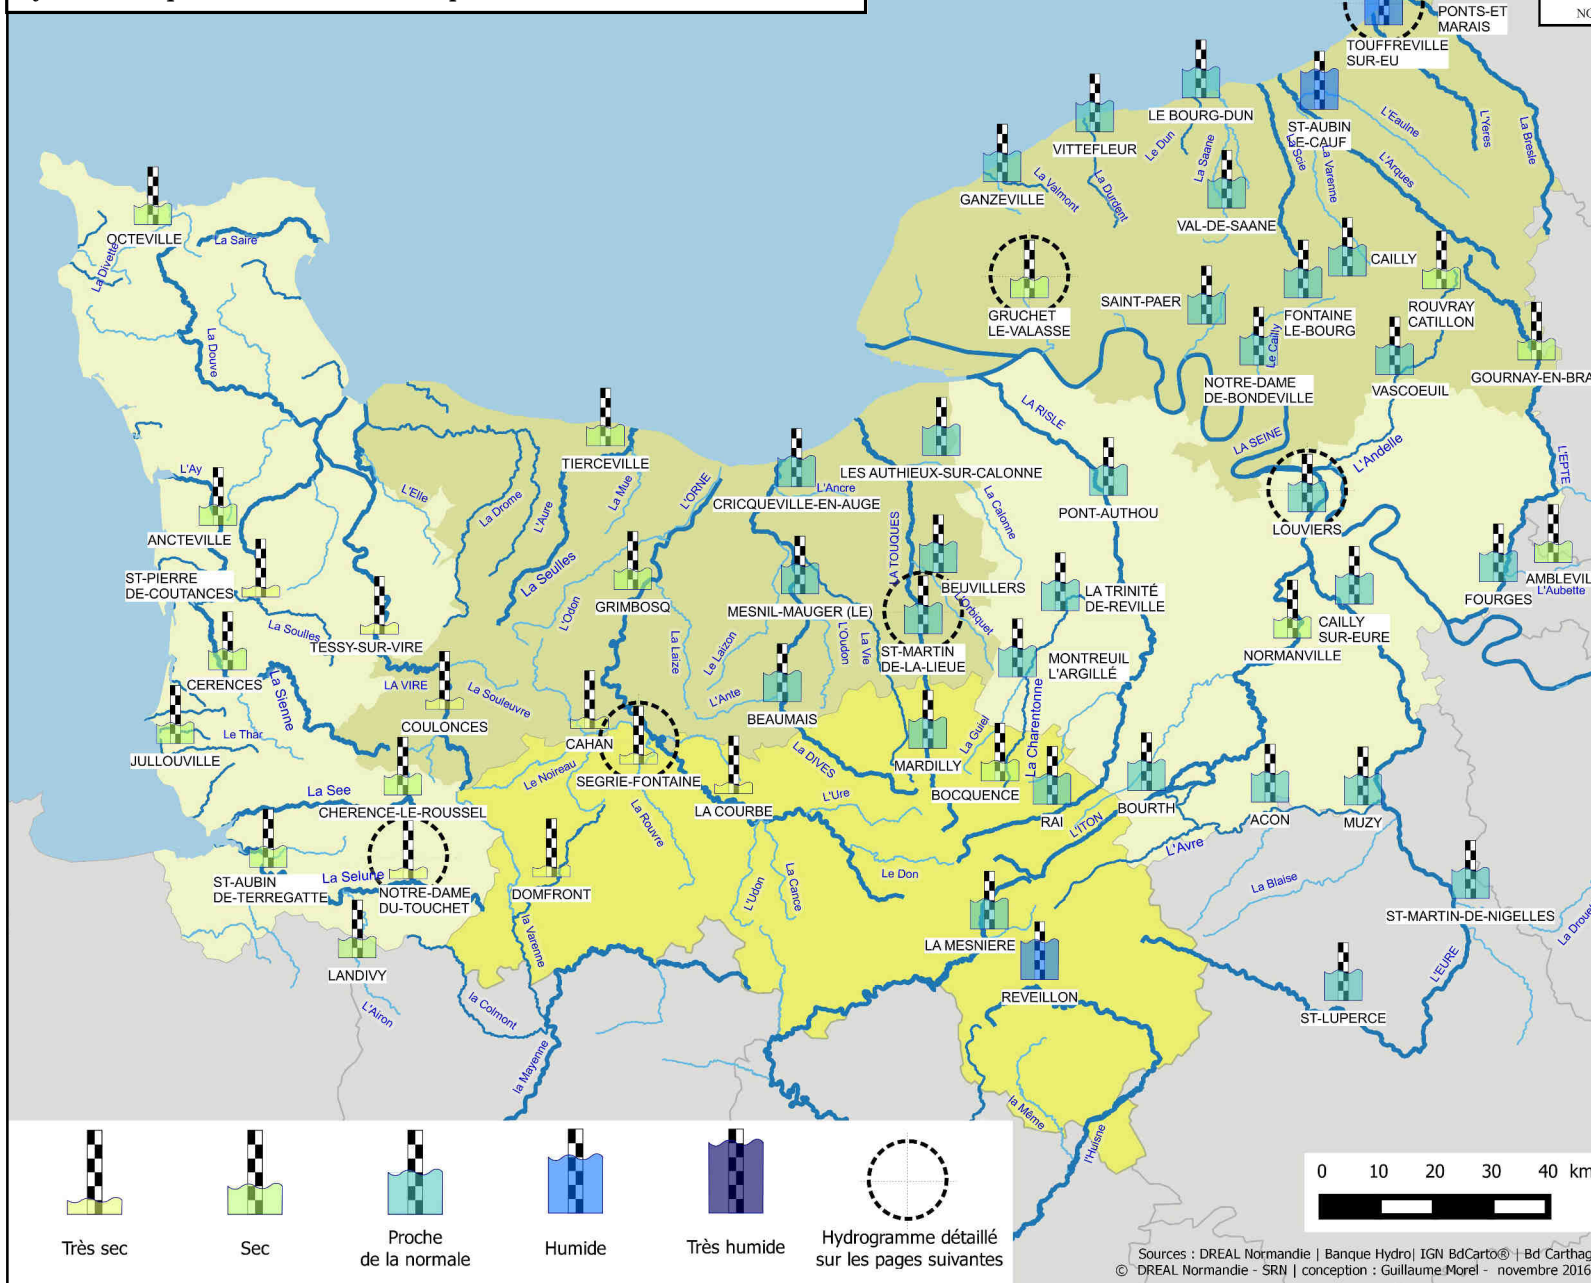 PONTS-ET
MARAIS
TOUFFREVILLE
SUR-EU
LE BOURG-DUN
ST-AUBIN
LE-CAUF
L'Eaulne
L'Yeres
La Bresle
VITTEFLEUR
Le Dun
La Saane
La Scie
La Varenne
L'Arques
GANZEVILLE
La Valmont
La Durdent
VAL-DE-SAANE
OCTEVILLE
La Saire
La Divette
CAILLY
SAINT-PAER
GRUCHET
LE-VALASSE
FONTAINE
LE-BOURG
ROUVRAY
CATILLON
La Douve
Le Cailly
NOTRE-DAME
DE-BONDEVILLE
VASCOEUIL
GOURNAY-EN-BRA
LA RISLE
LA SEINE
L'Andelle
L'EPTE
TIERCEVILLE
LES AUTHIEUX-SUR-CALONNE
L'Ay
L'Elle
La Drome
L'Aure
La Mue
L'ORNE
L'Ancre
CRICQUEVILLE-EN-AUGE
La Calonne
PONT-AUTHOU
LOUVIERS
ANCTEVILLE
LA TOUQUES
ST-PIERRE
DE-COUTANCES
La Seulles
GRIMBOSQ
MESNIL-MAUGER (LE)
BEUVILLERS
L'Orbiquet
LA TRINITÉ
DE-REVILLE
FOURGES
AMBLEVIL
L'Aubette
CAILLY
SUR-EURE
NORMANVILLE
La Soulles
TESSY-SUR-VIRE
L'Odon
La Laize
Le Laizon
L'Oudon
La Vie
ST-MARTIN
DE-LA-LIEUE
MONTREUIL
L'ARGILLÉ
CERENCES
La Sienne
LA VIRE
La Souleuvre
COULONCES
L'Ante
BEAUMAIS
La Guiel
La Charentonne
JULLOUVILLE
Le Thar
CAHAN
La DIVES
MARDILLY
Le Noireau
SEGRIE-FONTAINE
La See
CHERENCE-LE-ROUSSEL
La Rouvre
LA COURBE
L'Ure
BOCQUENCE
RAI
BOURTH
L'ITON
ACON
MUZY
L'Avre
ST-AUBIN
DE-TERREGATTE
La Selune
NOTRE-DAME
DU-TOUCHET
DOMFRONT
L'Udon
La Cance
Le Don
La Blaise
ST-MARTIN-DE-NIGELLES
La Droue
LANDIVY
la Varenne
LA MESNIERE
REVEILLON
L'EURE
L'Airon
la Colmont
ST-LUPERCE
la Mayenne
la Même
l'Huisne
0 10 20 30 40 km
Très sec
Sec
Proche
de la normale
Humide
Très humide
Hydrogramme détaillé
sur les pages suivantes
Sources : DREAL Normandie | Banque Hydro| IGN BdCarto® | Bd Carthag
© DREAL Normandie - SRN | conception : Guillaume Morel - novembre 2016